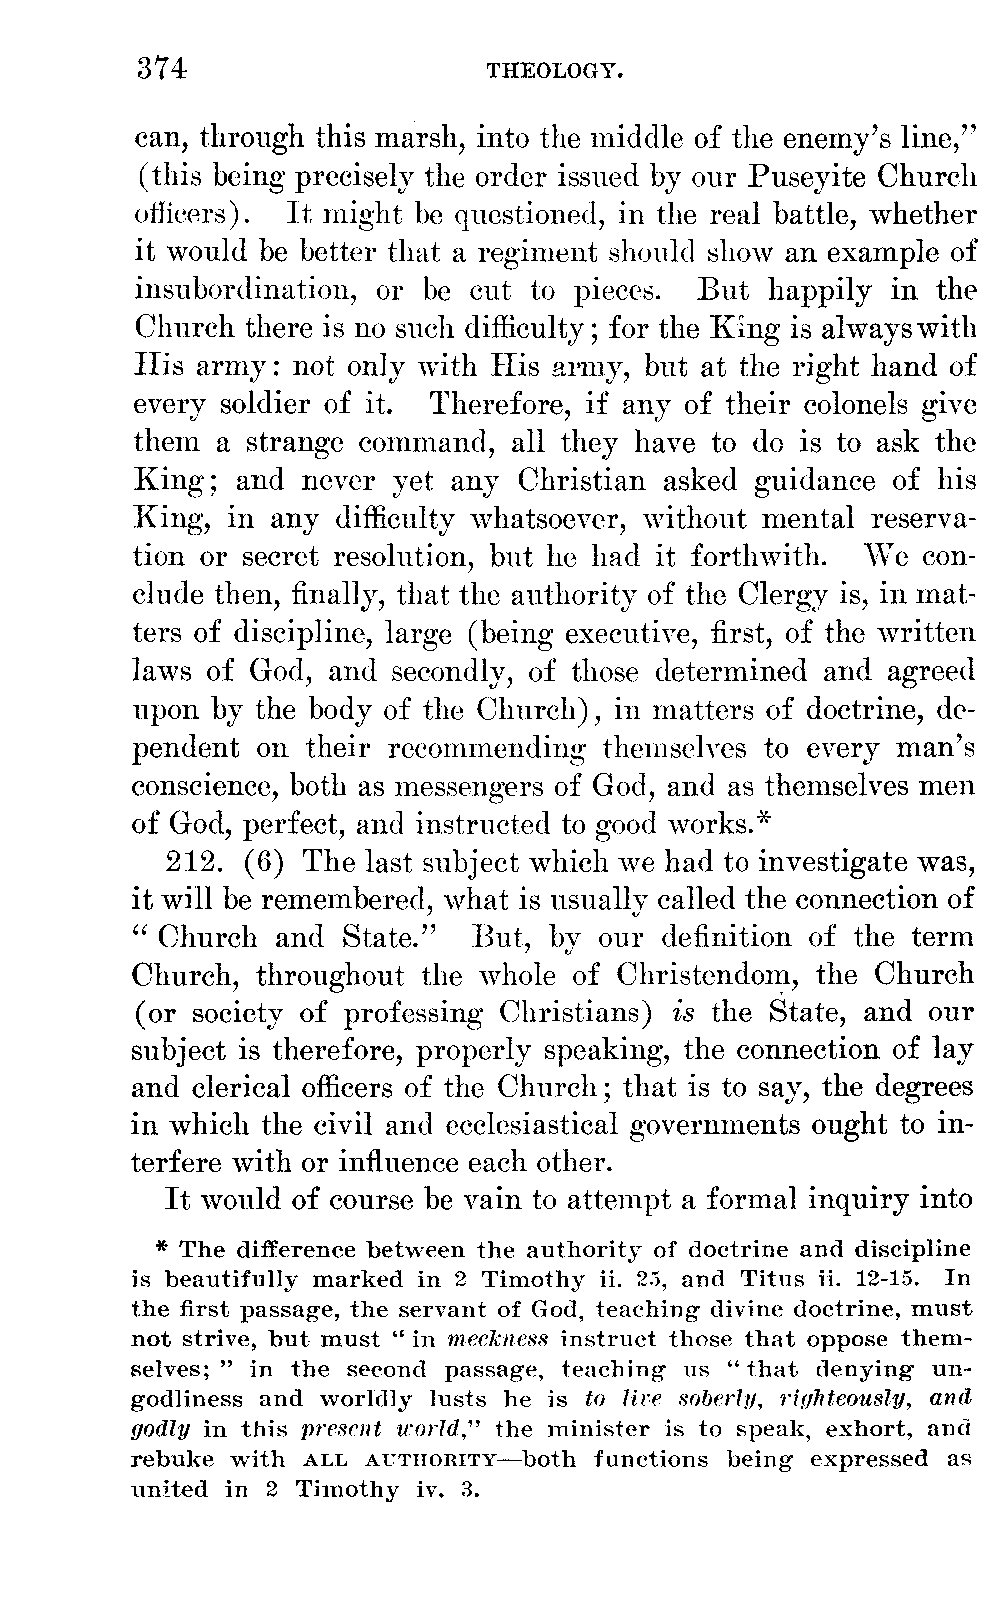 374 THEOLOGY.
can, through this marsh, into the middle of the enemy's line,”
(this being precisely the order issued by our Puseyite Church
officers). It might be questioned, in the real battle, whether
it would be better that a regiment should show an example of
insubordination, or be cut to pieces. But happily in the
Church there is no such difficulty; for the King is always with
His army: not only with His army, but at the right hand of
every soldier of it. Therefore, if any of their colonels give
them a strange command, all they have to do is to ask the
King; and never yet any Christian asked guidance of his
King, in any difficulty whatsoever, without mental reserva-
tion or secret resolution, but he had it forthwith. We con-
clude then, finally, that the authority of the Clergy is, in mat-
ters of discipline, large (being executive, first, of the written
laws of God, and secondly, of those determined and agreed
upon by the body of the Church), in matters of doctrine, de-
pendent on their recommending themselves to every man's
conscience, both as messengers of God, and as themselves men
of God, perfect, and instructed to good works.*
212. (6) The last subject which we had to investigate was,
it will be remembered, what is usually called the connection of
“ Church and State.” But, by our definition of the term
Church, throughout the whole of Christendom, the Church
(or society of professing Christians) is the State, and our
subject is therefore, properly speaking, the connection of lay
and clerical officers of the Church; that is to say, the degrees
in which the civil and ecclesiastical governments ought to in-
terfere with or influence each other.
It would of course be vain to attempt a formal inquiry into
* The difference between the authority of doctrine and discipline
is beautifully marked in 2 Timothy ii. 25, and Titus ii. 12-15. In
the first passage, the servant of God, teaching divine doctrine, must
not strive, but must “ in meekness instruct those that oppose them-
selves; ” in the second passage, teaching us “ that denying un-
godliness and worldly lusts he is to live soberly, righteously, and
godly in this present world,” the minister is to speak, exhort, and
rebuke with ALL AUTHORITY—both functions being expressed as
united in 2 Timothy iv. 3.